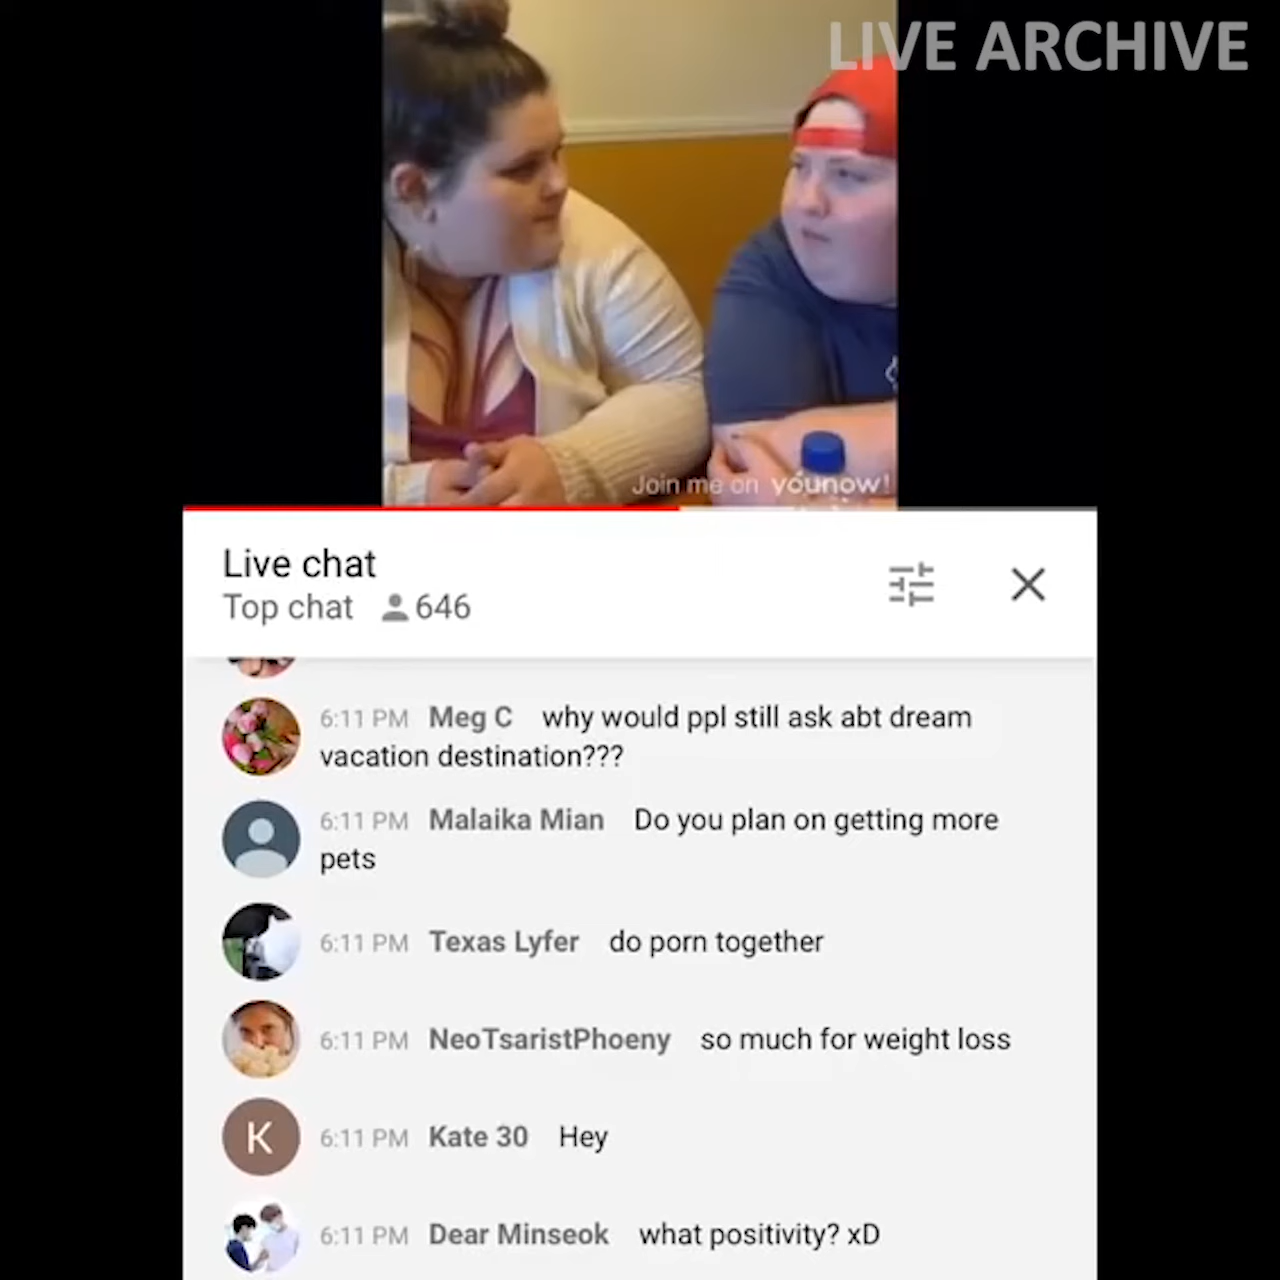 LIVE ARCHIVE
Join me on younow!
Live chat
Top chat 646
6:11 PM Meg C why would ppl still ask abt dream
vacation destination???
6:11 PM Malaika Mian Do you plan on getting more
pets
6:11 PM Texas Lyfer do porn together
6:11 PM NeoTsaristPhoeny so much for weight loss
K 6:11 PM Kate 30 Hey
6:11 PM Dear Minseok what positivity? xD